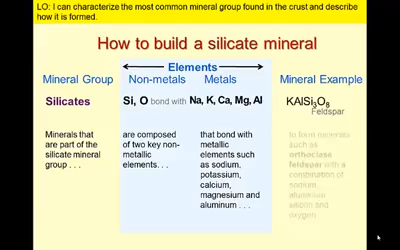 LO: I can characterize the most common mineral group found in the crust and describe
how it is formed.
How to build a silicate mineral
Elements
Mineral Group Non-metals Metals Mineral Example
Silicates Si, O bond with Na, K, Ca, Mg, Al KAlSi3O8
Feldspar
Minerals that
are part of the
silicate mineral
group . . .
are composed
of two key non-
metallic
elements. . .
that bond with
metallic
elements such
as sodium,
potassium,
calcium,
magnesium and
aluminum . . .
to form minerals
such as
orthoclase
feldspar with a
combination of
sodium,
aluminum
silicon and
oxygen